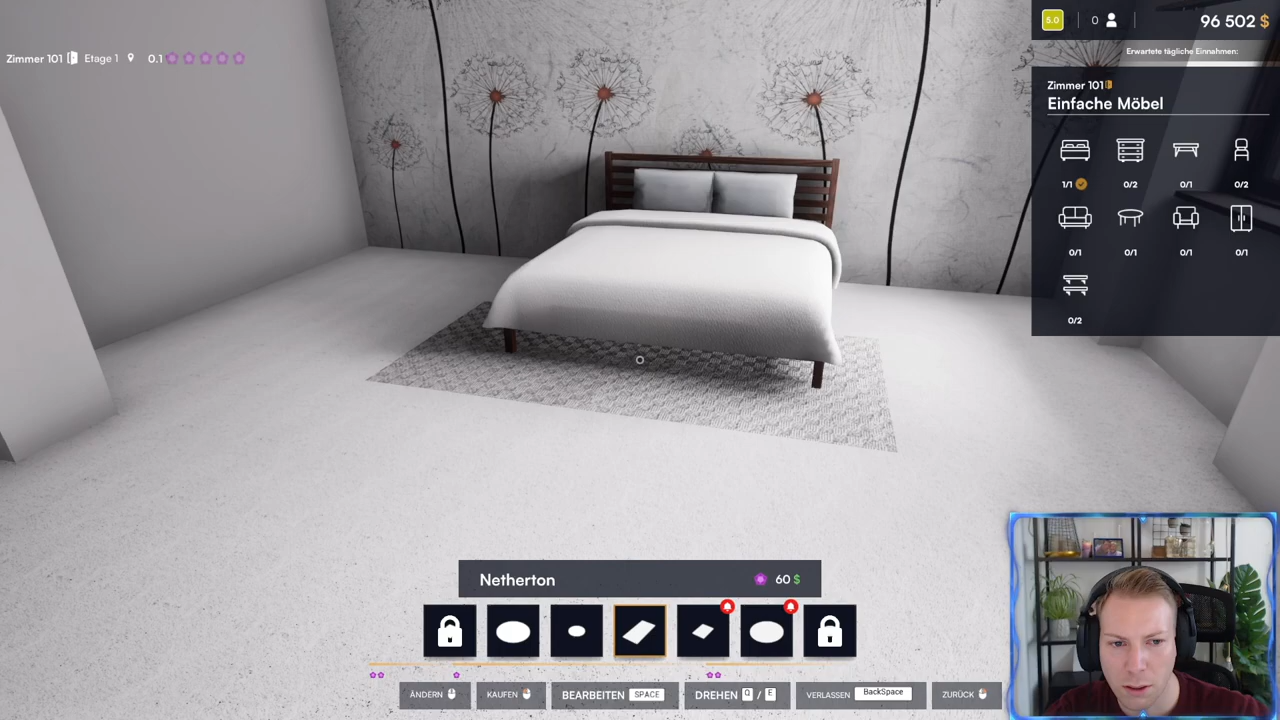 Zimmer 101 Etage 1 0.1
5.0 0 96 502 $
Erwartete tägliche Einnahmen:
Zimmer 101
Einfache Möbel
1/1 0/2 0/1 0/2
0/1 0/1 0/1 0/1
0/2
Netherton 60 $
ÄNDERN KAUFEN BEARBEITEN SPACE DREHEN Q / E VERLASSEN BackSpace ZURÜCK